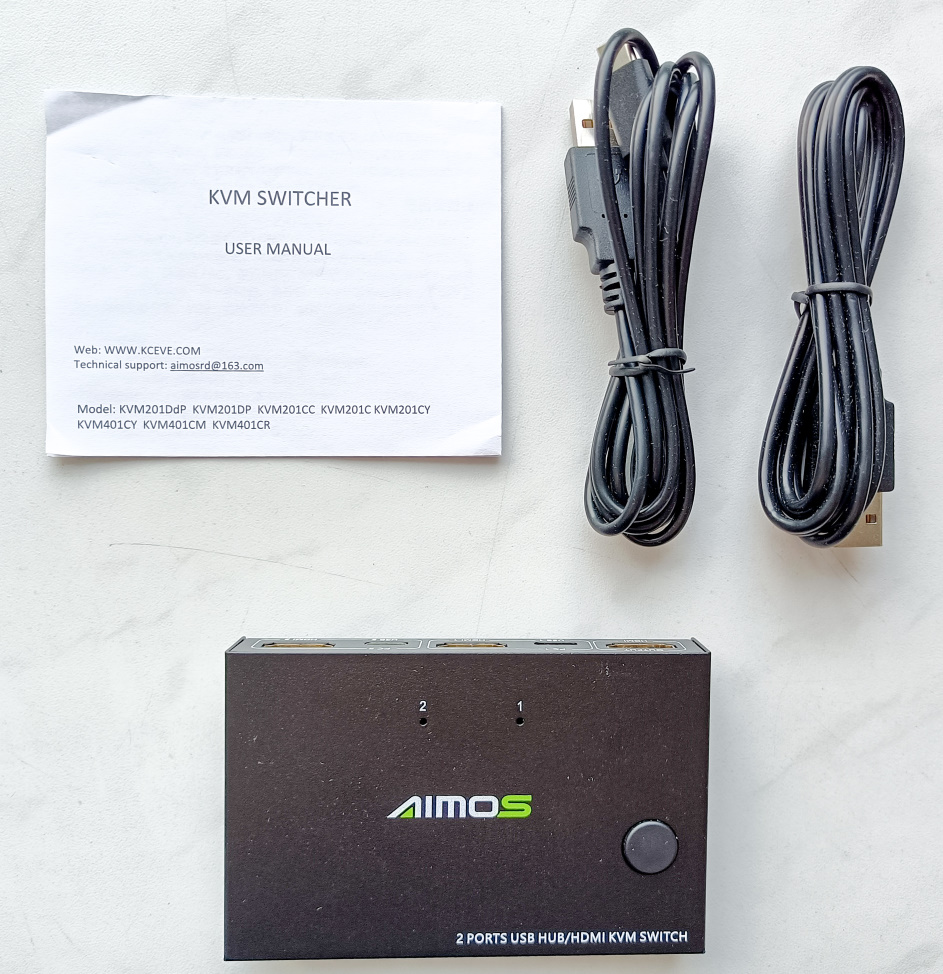 KVM SWITCHER
USER MANUAL
Web: WWW.KCEVE.COM
Technical support: aimosrd@163.com
Model: KVM201DdP KVM201DP KVM201CC KVM201C KVM201CY
KVM401CY KVM401CM KVM401CR
2 1
AIMOS
2 PORTS USB HUB/HDMI KVM SWITCH